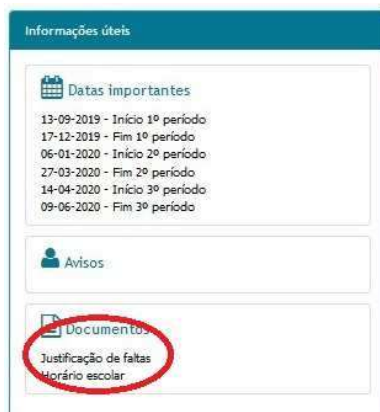 Informações úteis
Datas importantes
13-09-2019 - Início 1º período
17-12-2019 - Fim 1º período
06-01-2020 - Início 2º período
27-03-2020 - Fim 2º período
14-04-2020 - Início 3º período
09-06-2020 - Fim 3º período
Avisos
Documentos
Justificação de faltas
Horário escolar